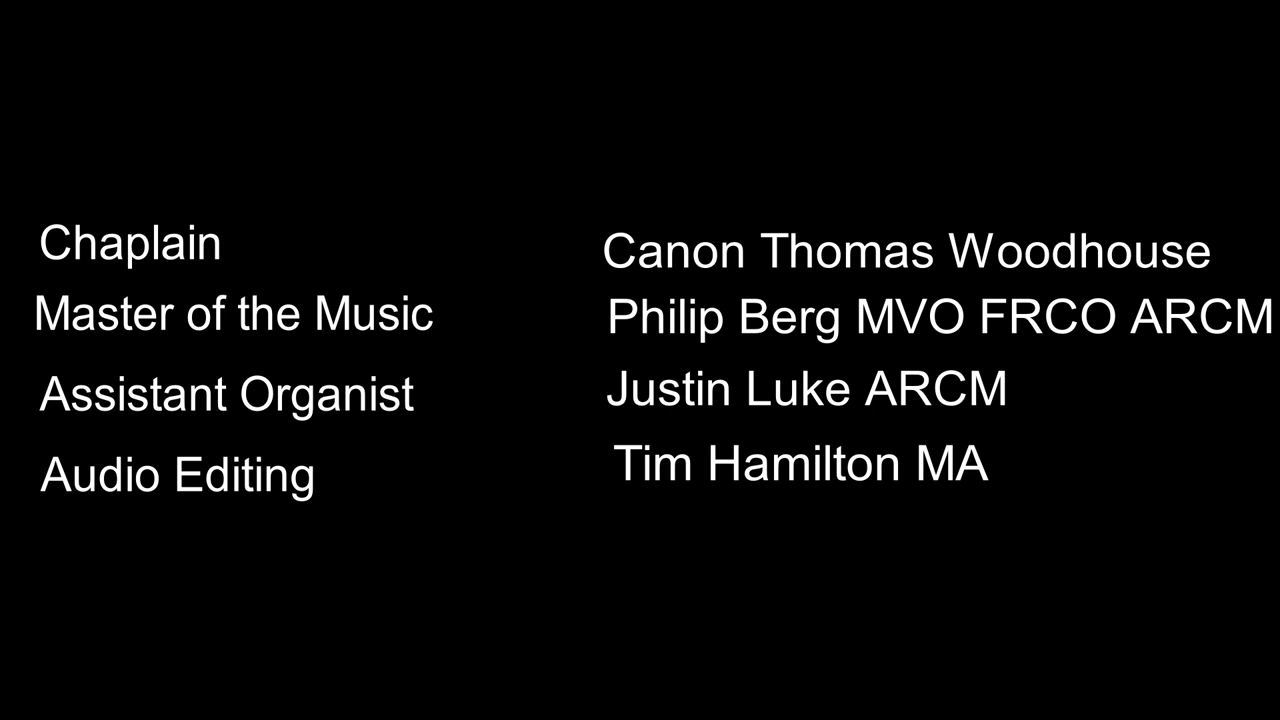 Chaplain Canon Thomas Woodhouse
Master of the Music Philip Berg MVO FRCO ARCM
Assistant Organist Justin Luke ARCM
Audio Editing Tim Hamilton MA